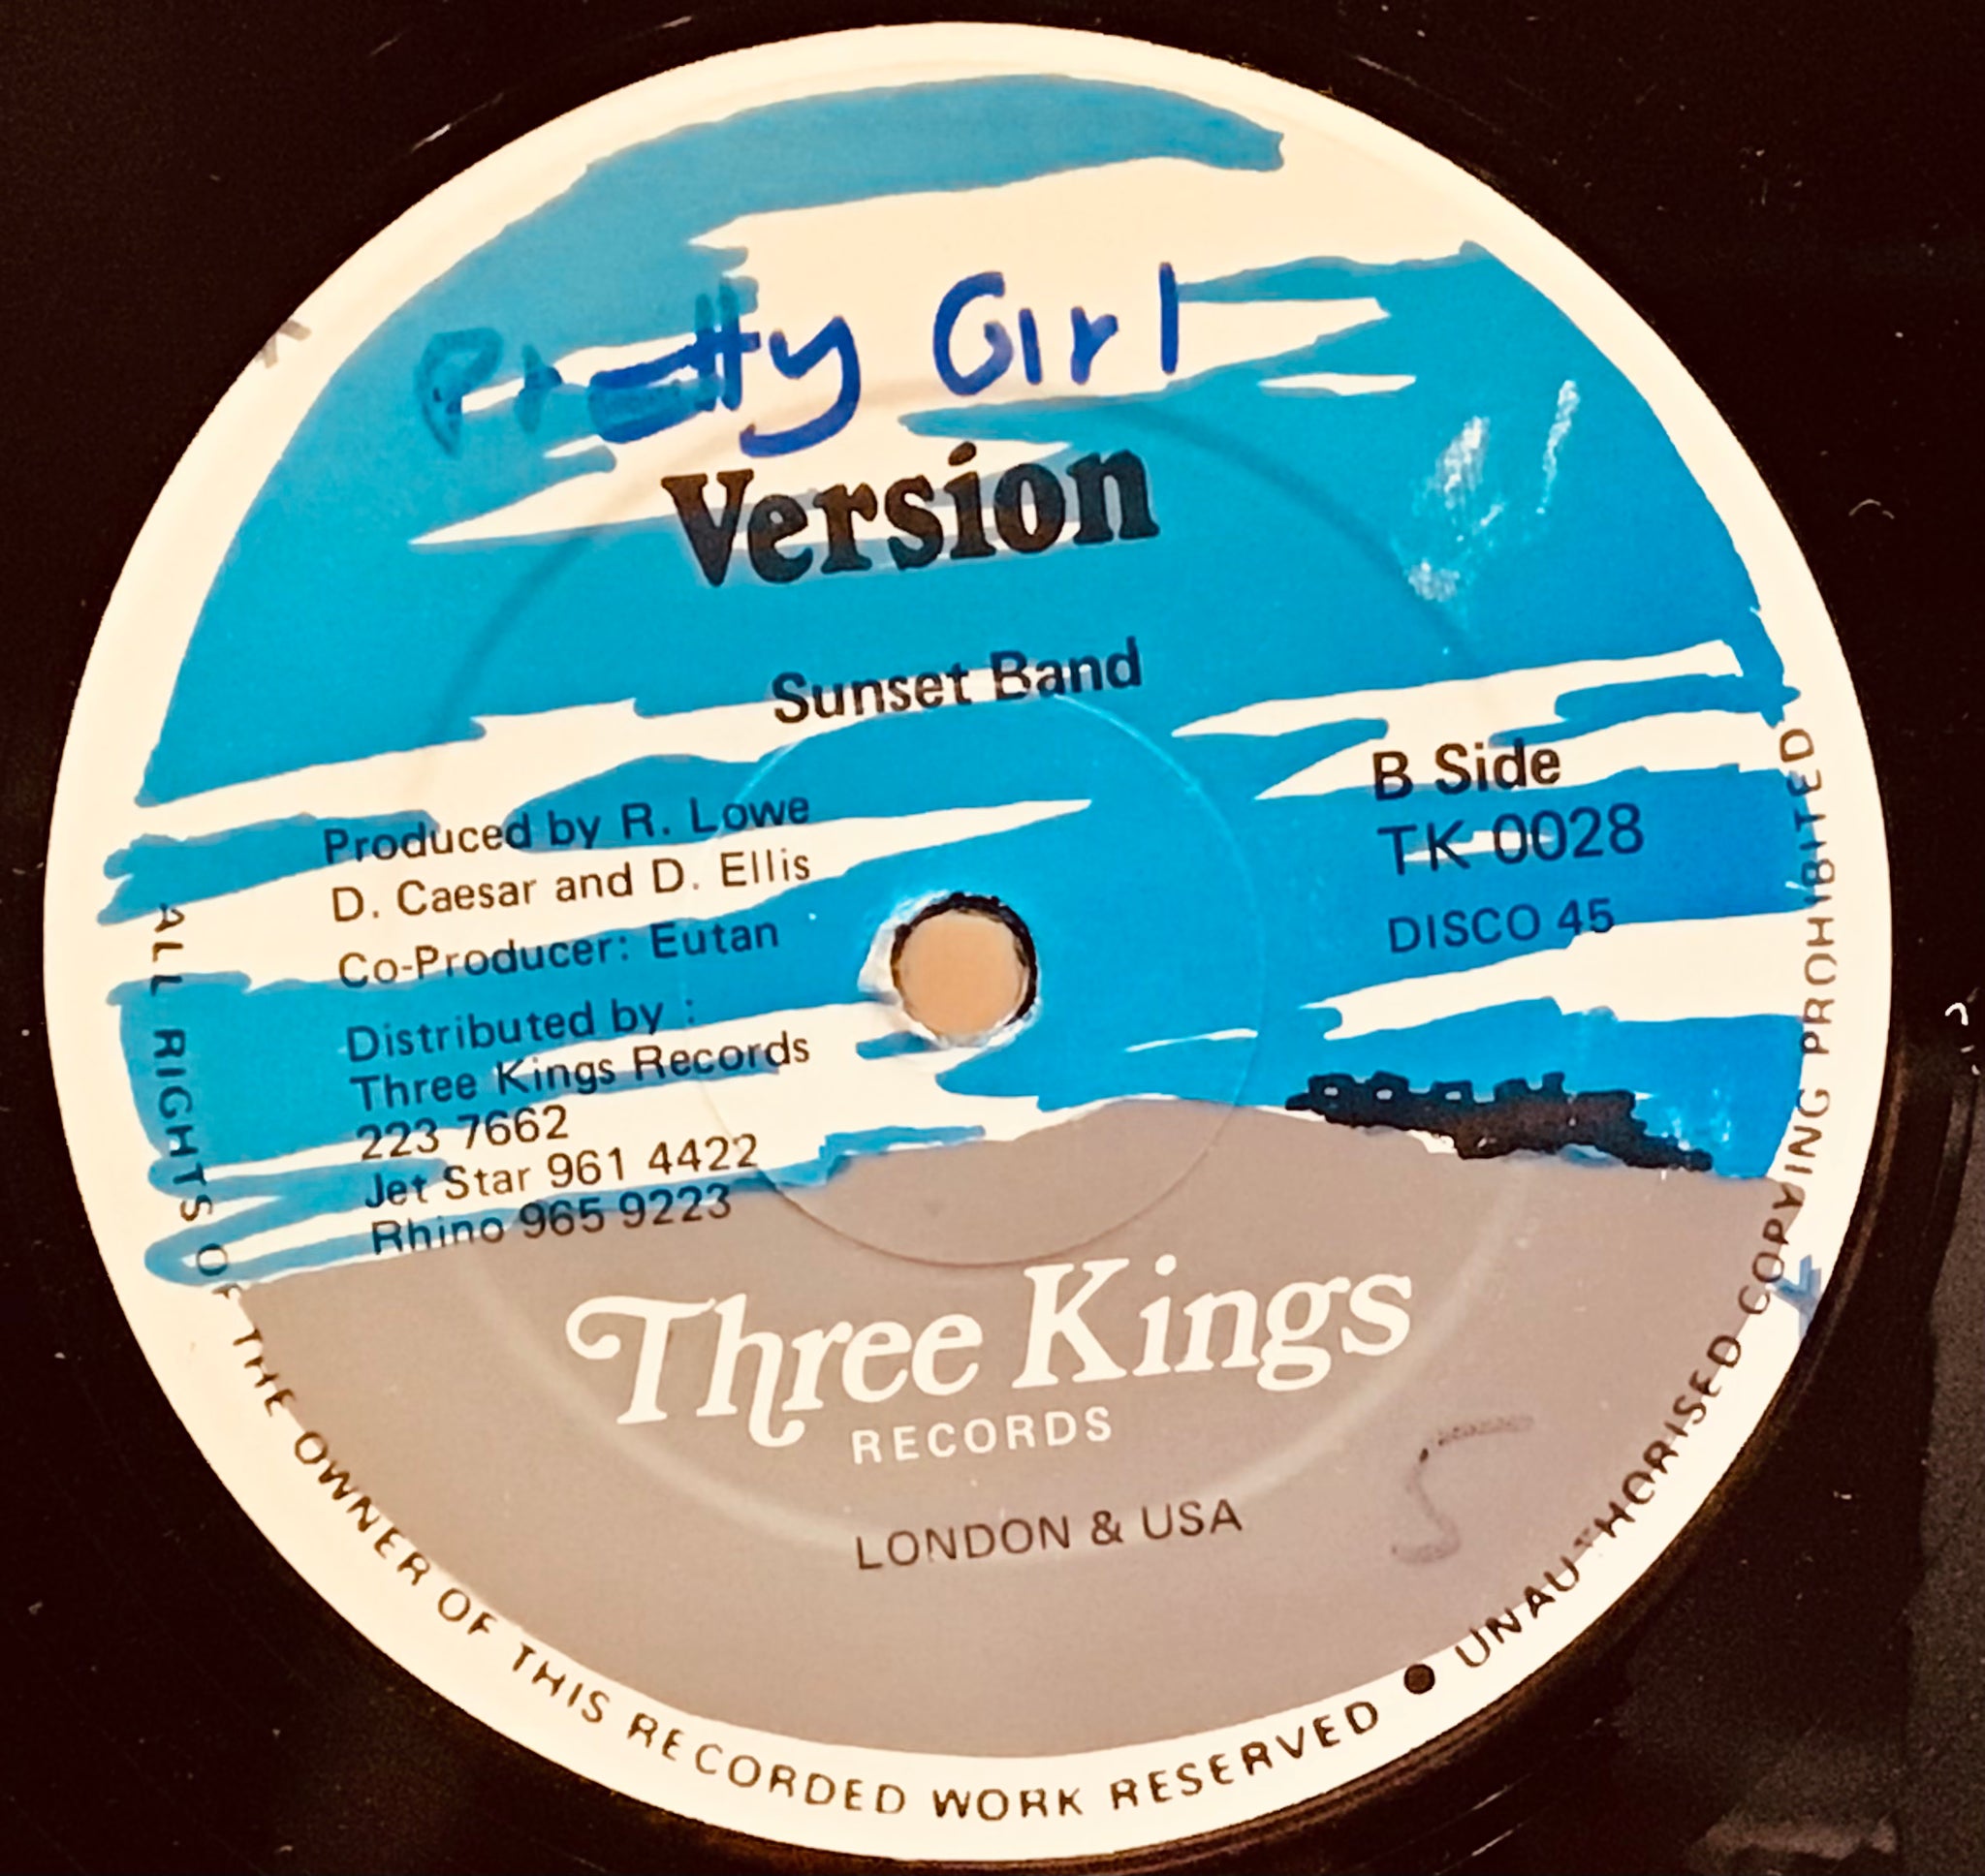 Pretty Girl
Version
Sunset Band
Produced by R. Lowe
D. Caesar and D. Ellis
Co-Producer: Eutan
Distributed by :
Three Kings Records
223 7662
Jet Star 961 4422
Rhino 965 9223
B Side
TK 0028
DISCO 45
Three Kings
RECORDS
LONDON & USA
5
ALL RIGHTS OF THE OWNER OF THIS RECORDED WORK RESERVED ● UNAUTHORISED COPYING PROHIBITED